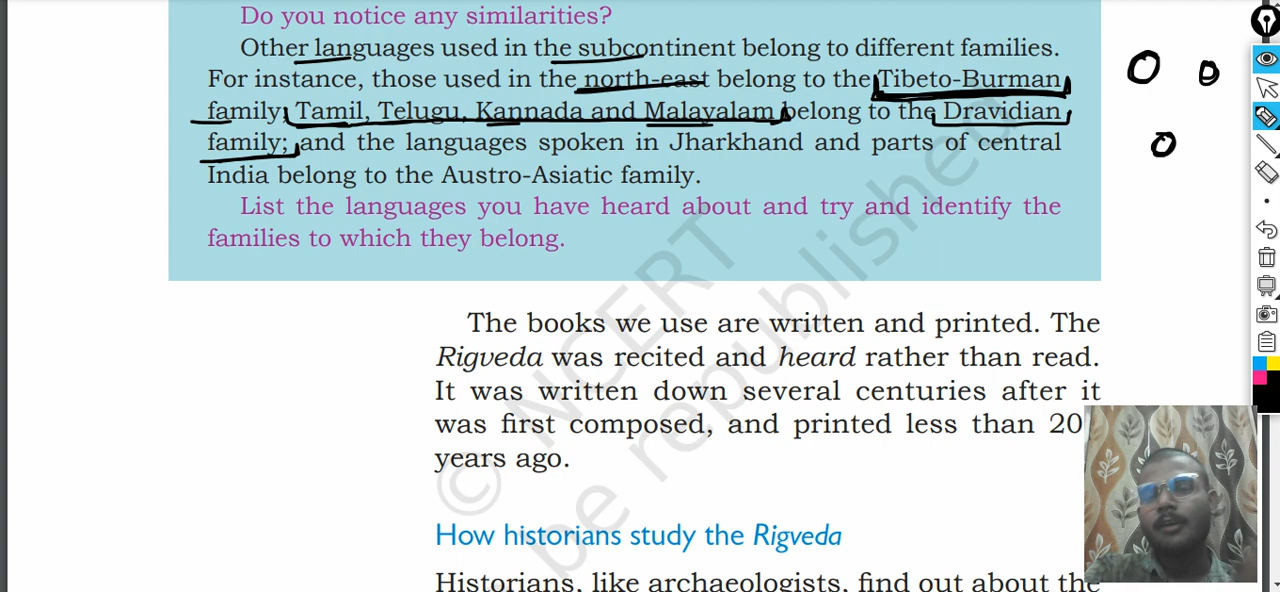 Do you notice any similarities?
Other languages used in the subcontinent belong to different families.
For instance, those used in the north-east belong to the Tibeto-Burman
family; Tamil, Telugu, Kannada and Malayalam belong to the Dravidian
family; and the languages spoken in Jharkhand and parts of central
India belong to the Austro-Asiatic family.
List the languages you have heard about and try and identify the
families to which they belong.
The books we use are written and printed. The
Rigveda was recited and heard rather than read.
It was written down several centuries after it
was first composed, and printed less than 20
years ago.
How historians study the Rigveda
Historians, like archaeologists, find out about the
© NCERT
be republished